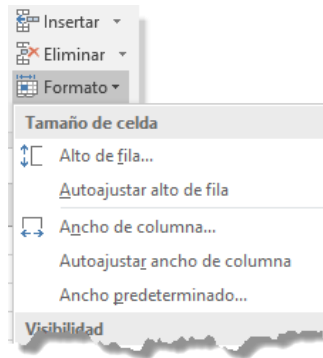 Insertar
Eliminar
Formato
Tamaño de celda
Alto de fila...
Autoajustar alto de fila
Ancho de columna...
Autoajustar ancho de columna
Ancho predeterminado...
Visibilidad